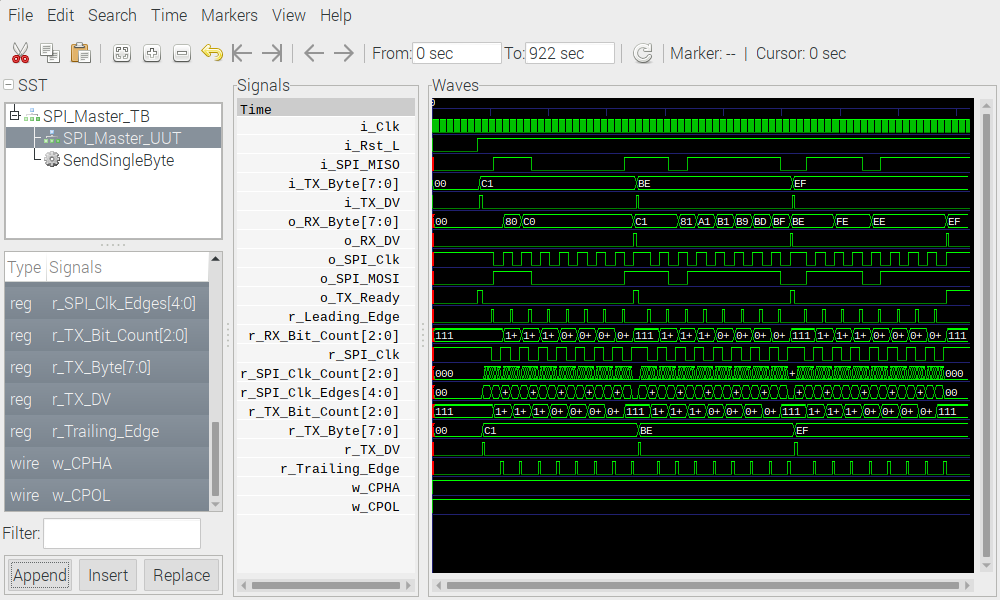 File Edit Search Time Markers View Help
From: 0 sec To: 922 sec Marker: -- | Cursor: 0 sec
SST
SPI_Master_TB
SPI_Master_UUT
SendSingleByte
Type Signals
reg r_SPI_Clk_Edges[4:0]
reg r_TX_Bit_Count[2:0]
reg r_TX_Byte[7:0]
reg r_TX_DV
reg r_Trailing_Edge
wire w_CPHA
wire w_CPOL
Filter:
Append Insert Replace
Signals
Time
i_Clk
i_Rst_L
i_SPI_MISO
i_TX_Byte[7:0]
i_TX_DV
o_RX_Byte[7:0]
o_RX_DV
o_SPI_Clk
o_SPI_MOSI
o_TX_Ready
r_Leading_Edge
r_RX_Bit_Count[2:0]
r_SPI_Clk
r_SPI_Clk_Count[2:0]
r_SPI_Clk_Edges[4:0]
r_TX_Bit_Count[2:0]
r_TX_Byte[7:0]
r_TX_DV
r_Trailing_Edge
w_CPHA
w_CPOL
Waves
0
00 C1 BE EF
00 80 C0 C1 81 A1 B1 B9 BD BF BE FE EE EF
111 1+ 1+ 1+ 0+ 0+ 0+ 0+ 111 1+ 1+ 1+ 0+ 0+ 0+ 0+ 111 1+ 1+ 1+ 0+ 0+ 0+ 0+ 111
000 + 000
00 + + + + + + + + + + + + 00
111 1+ 1+ 1+ 0+ 0+ 0+ 0+ 111 1+ 1+ 1+ 0+ 0+ 0+ 0+ 111 1+ 1+ 1+ 0+ 0+ 0+ 0+ 111
00 C1 BE EF